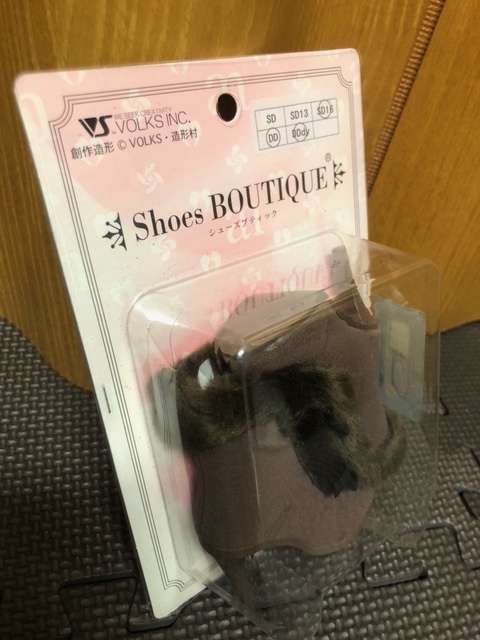 WE SEEK CREATIVITY
VS VOLKS INC.
創作造形 © VOLKS・造形村
SD SD13 SD16
DD DDdy
Shoes BOUTIQUE®
シューズブティック